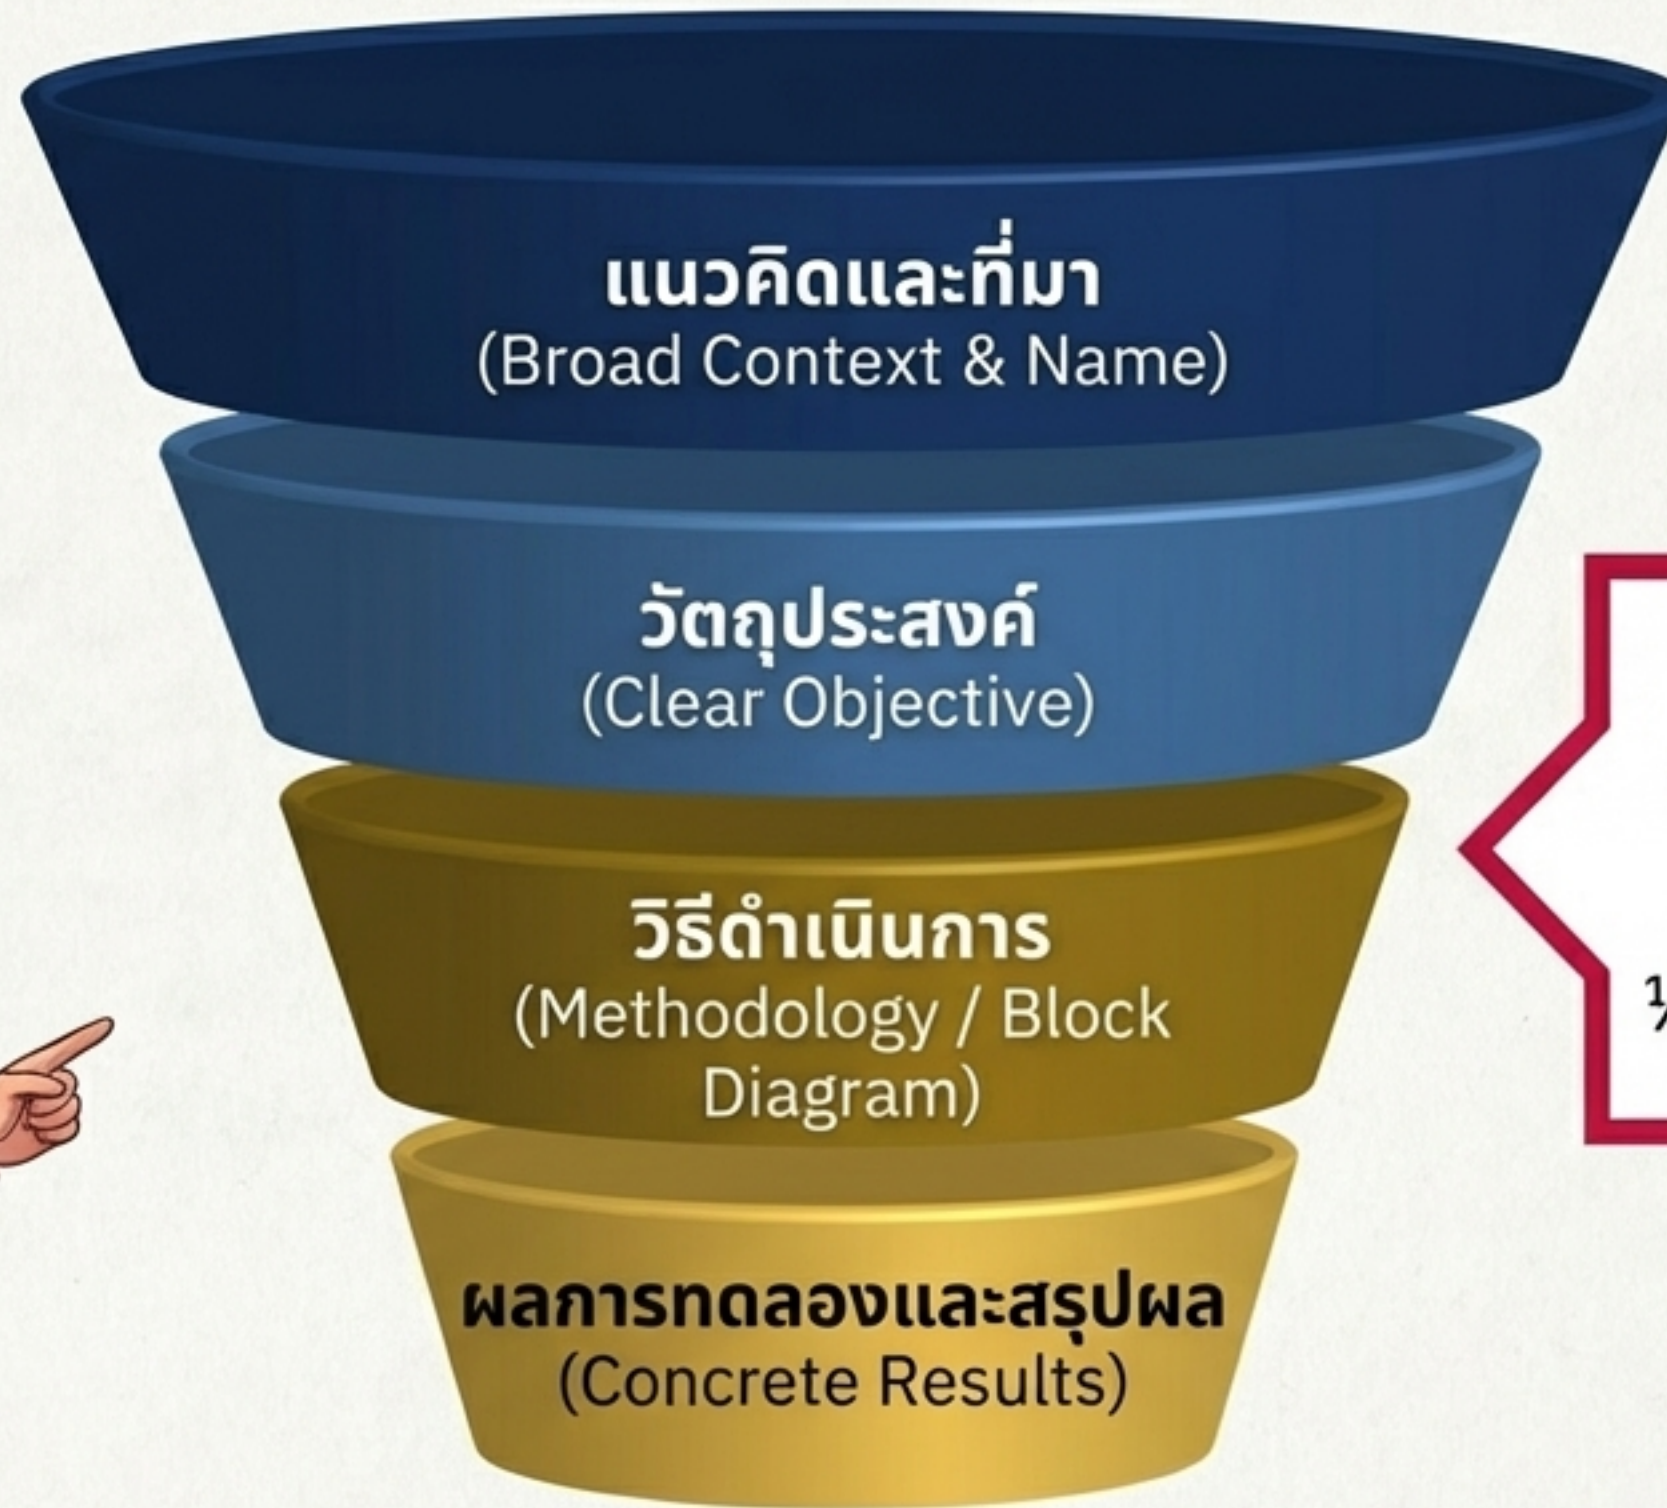 แนวคิดและที่มา
(Broad Context & Name)
วัตถุประสงค์
(Clear Objective)
วิธีดำเนินการ
(Methodology / Block
Diagram)
ผลการทดลองและสรุปผล
(Concrete Results)